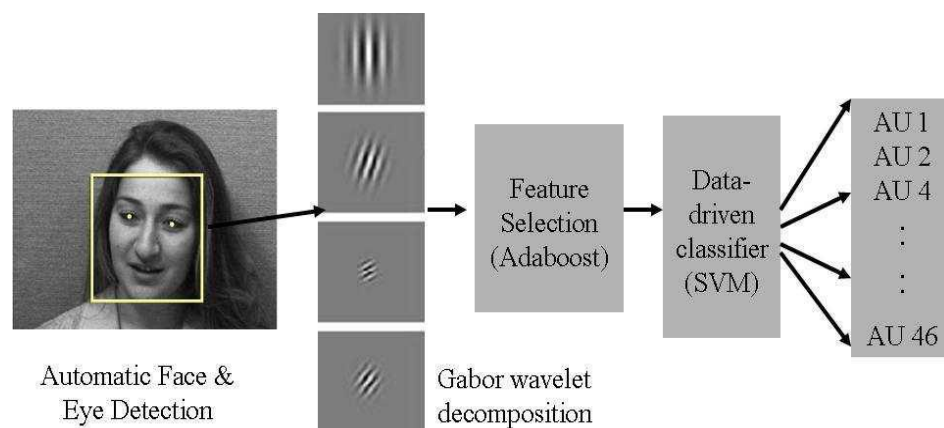 Automatic Face &
Eye Detection
Gabor wavelet
decomposition
Feature
Selection
(Adaboost)
Data-
driven
classifier
(SVM)
AU 1
AU 2
AU 4
:
:
AU 46